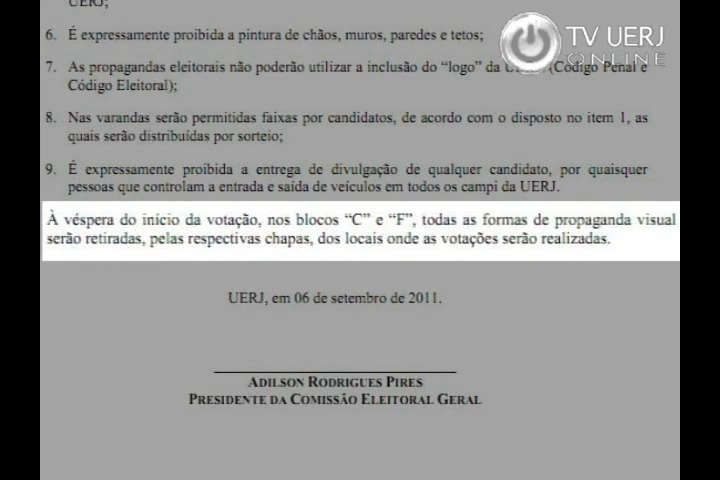 UERJ;
6. É expressamente proibida a pintura de chãos, muros, paredes e tetos;
7. As propagandas eleitorais não poderão utilizar a inclusão do “logo” da (Código Penal e
Código Eleitoral);
8. Nas varandas serão permitidas faixas por candidatos, de acordo com o disposto no item 1, as
quais serão distribuídas por sorteio;
9. É expressamente proibida a entrega de divulgação de qualquer candidato, por quaisquer
pessoas que controlam a entrada e saída de veículos em todos os campi da UERJ.
À véspera do início da votação, nos blocos “C” e “F”, todas as formas de propaganda visual
serão retiradas, pelas respectivas chapas, dos locais onde as votações serão realizadas.
UERJ, em 06 de setembro de 2011.
ADILSON RODRIGUES PIRES
PRESIDENTE DA COMISSÃO ELEITORAL GERAL
TV UERJ
ONLINE